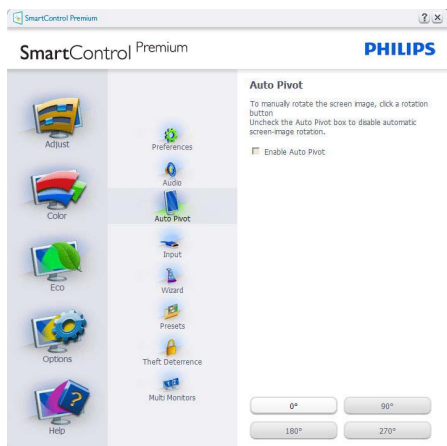 SmartControl Premium
SmartControl Premium
PHILIPS
Adjust
Color
Eco
Options
Help
Preferences
Audio
Auto Pivot
Input
Wizard
Presets
Theft Deterrence
Multi Monitors
Auto Pivot
To manually rotate the screen image, click a rotation
button
Uncheck the Auto Pivot box to disable automatic
screen-image rotation.
Enable Auto Pivot
0°
90°
180°
270°